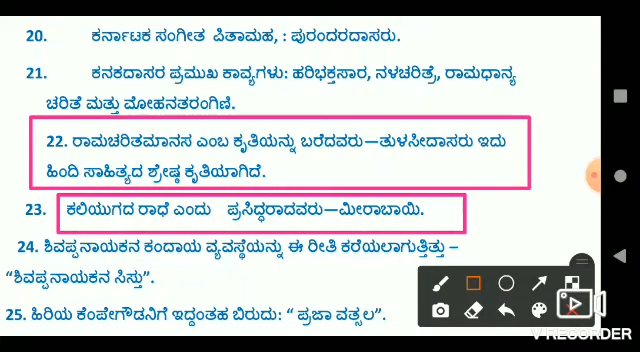 20. ಕರ್ನಾಟಕ ಸಂಗೀತ ಪಿತಾಮಹ, : ಪುರಂದರದಾಸರು.
21. ಕನಕದಾಸರ ಪ್ರಮುಖ ಕಾವ್ಯಗಳು: ಹರಿಭಕ್ತಸಾರ, ನಳಚರಿತ್ರೆ, ರಾಮಧಾನ್ಯ
ಚರಿತೆ ಮತ್ತು ಮೋಹನತರಂಗಿಣಿ.
22. ರಾಮಚರಿತಮಾನಸ ಎಂಬ ಕೃತಿಯನ್ನು ಬರೆದವರು—ತುಳಸೀದಾಸರು ಇದು
ಹಿಂದಿ ಸಾಹಿತ್ಯದ ಶ್ರೇಷ್ಠ ಕೃತಿಯಾಗಿದೆ.
23. ಕಲಿಯುಗದ ರಾಧೆ ಎಂದು ಪ್ರಸಿದ್ಧರಾದವರು—ಮೀರಾಬಾಯಿ.
24. ಶಿವಪ್ಪನಾಯಕನ ಕಂದಾಯ ವ್ಯವಸ್ಥೆಯನ್ನು ಈ ರೀತಿ ಕರೆಯಲಾಗುತ್ತಿತ್ತು –
“ಶಿವಪ್ಪನಾಯಕನ ಸಿಸ್ತು”.
25. ಹಿರಿಯ ಕೆಂಪೇಗೌಡನಿಗೆ ಇದ್ದಂತಹ ಬಿರುದು: “ ಪ್ರಜಾ ವತ್ಸಲ”.
VRECORDER